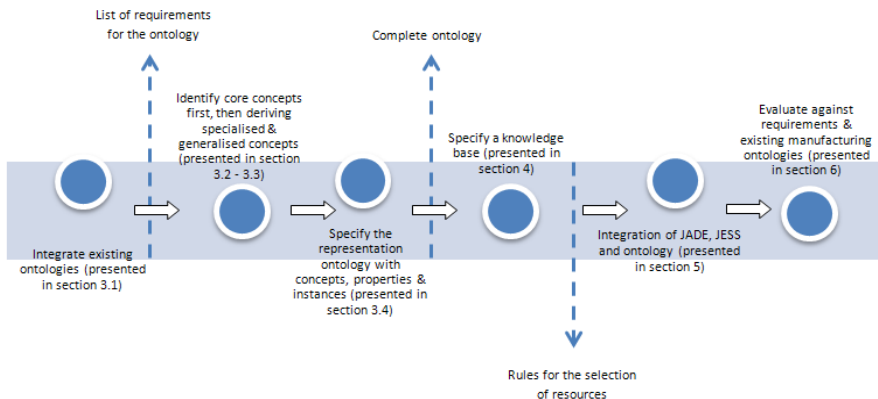 List of requirements
for the ontology
Complete ontology
Identify core concepts
first, then deriving
specialised &
generalised concepts
(presented in section
3.2 - 3.3)
Specify a knowledge
base (presented in
section 4)
Evaluate against
requirements &
existing manufacturing
ontologies (presented
in section 6)
Integrate existing
ontologies (presented
in section 3.1)
Specify the
representation
ontology with
concepts, properties &
instances (presented in
section 3.4)
Integration of JADE, JESS
and ontology (presented
in section 5)
Rules for the selection
of resources